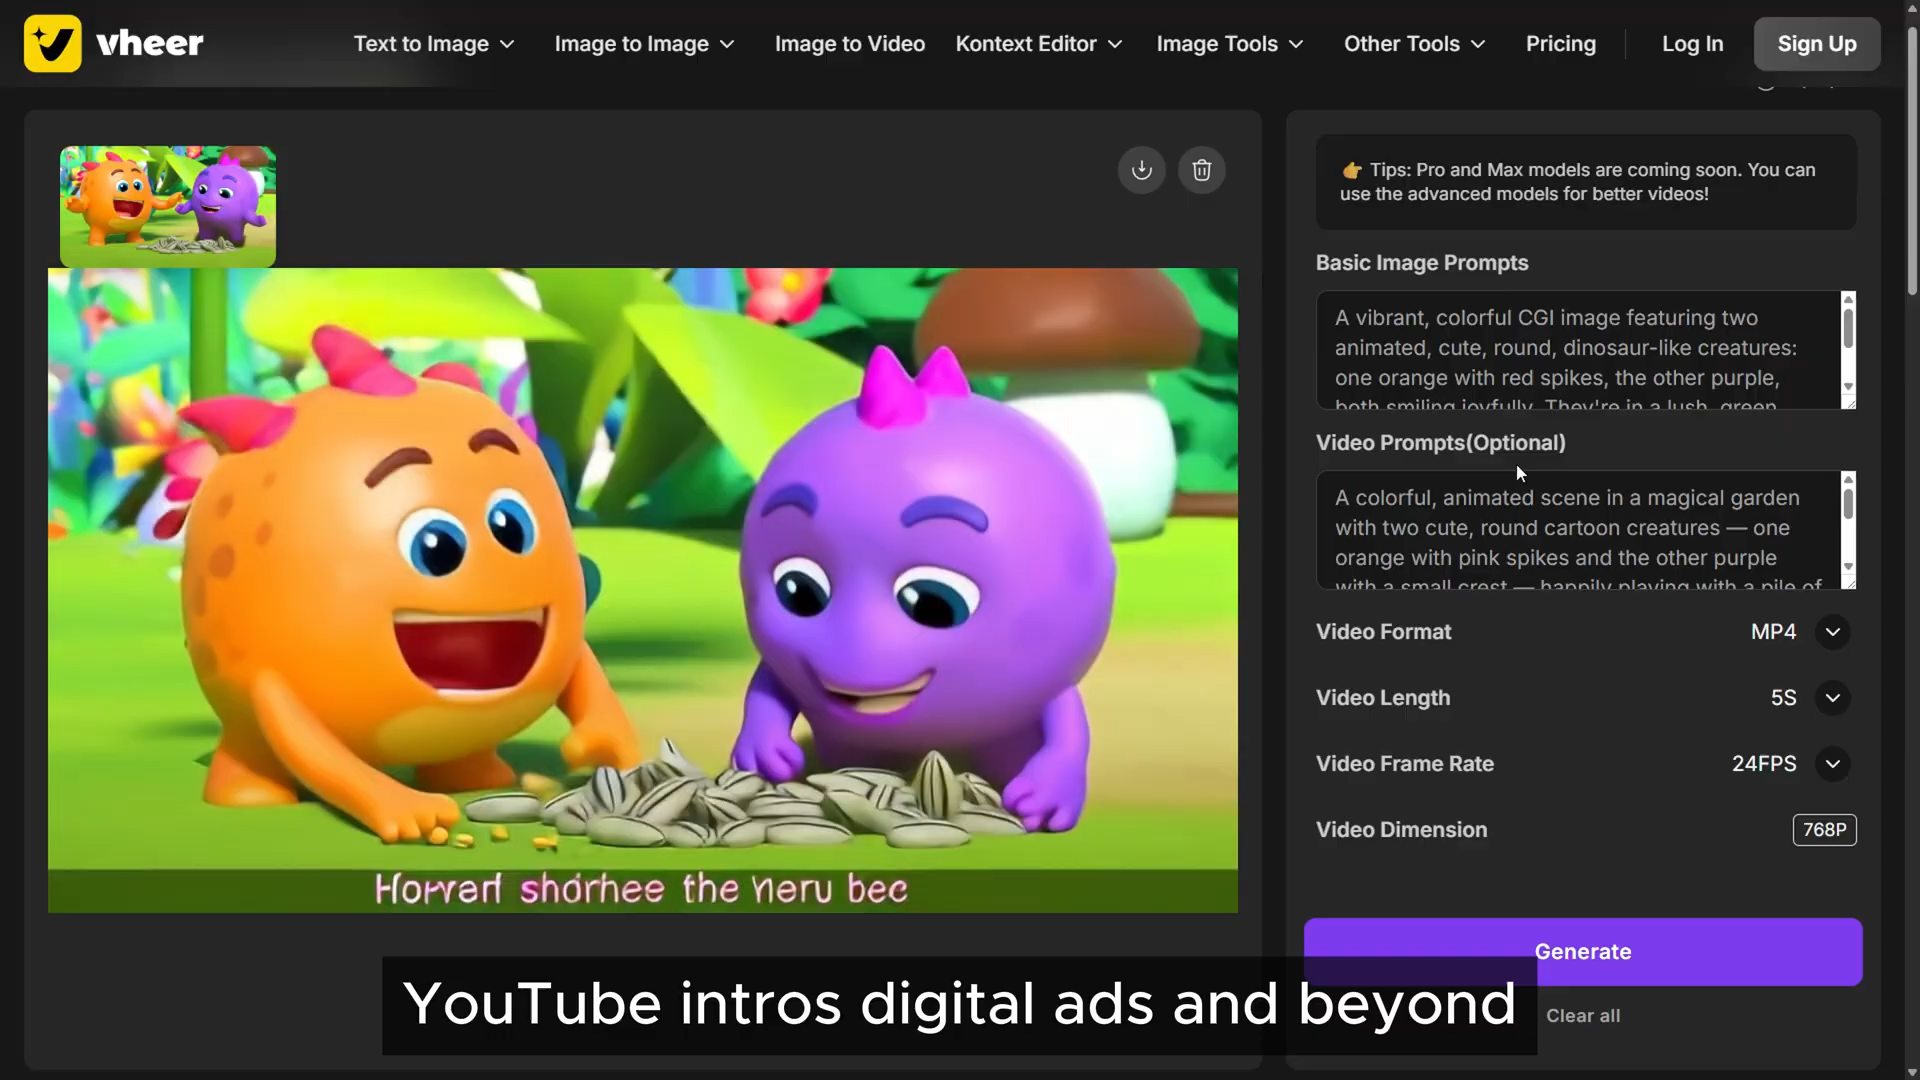 vheer
Text to Image
Image to Image
Image to Video
Kontext Editor
Image Tools
Other Tools
Pricing
Log In
Sign Up
👉 Tips: Pro and Max models are coming soon. You can
use the advanced models for better videos!
Basic Image Prompts
A vibrant, colorful CGI image featuring two
animated, cute, round, dinosaur-like creatures:
one orange with red spikes, the other purple,
both smiling joyfully. They're in a lush, green
Video Prompts(Optional)
A colorful, animated scene in a magical garden
with two cute, round cartoon creatures — one
orange with pink spikes and the other purple
with a small crest — happily playing with a pile of
Video Format MP4
Video Length 5S
Video Frame Rate 24FPS
Video Dimension 768P
Generate
Clear all
YouTube intros digital ads and beyond